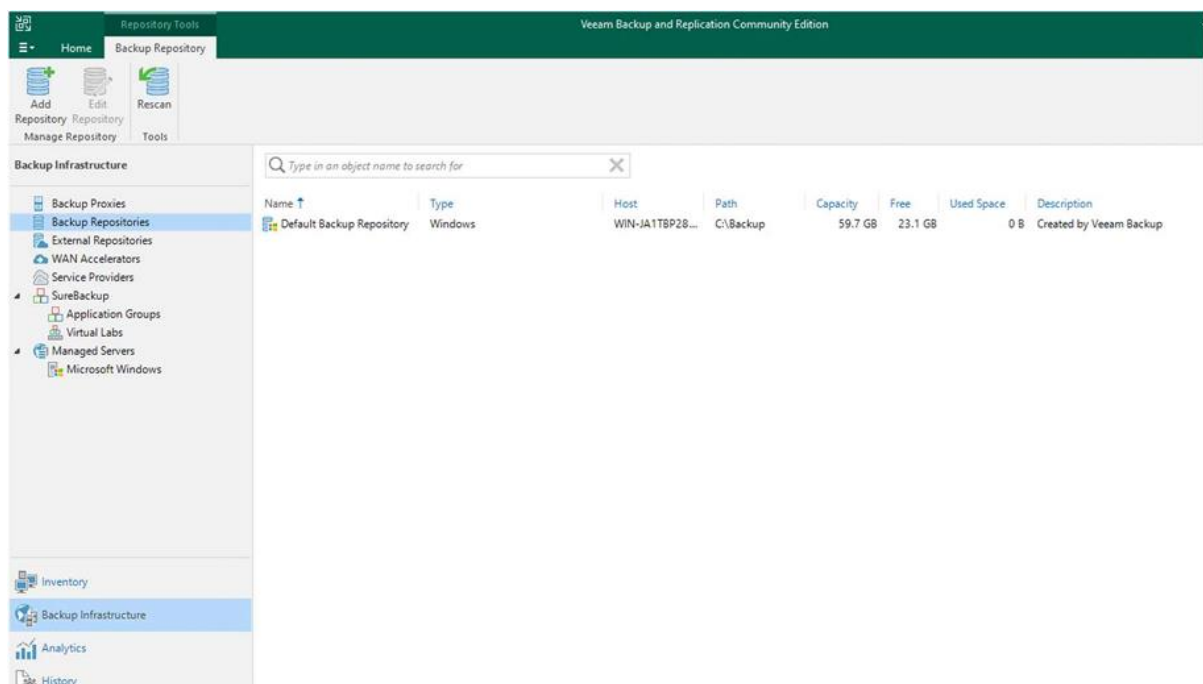 Repository Tools
Veeam Backup and Replication Community Edition
Home
Backup Repository
Add Repository
Edit Repository
Rescan
Manage Repository
Tools
Backup Infrastructure
Type in an object name to search for
Backup Proxies
Backup Repositories
External Repositories
WAN Accelerators
Service Providers
SureBackup
Application Groups
Virtual Labs
Managed Servers
Microsoft Windows
Name Type Host Path Capacity Free Used Space Description
Default Backup Repository Windows WIN-JA1TBP28... C:\Backup 59.7 GB 23.1 GB 0 B Created by Veeam Backup
Inventory
Backup Infrastructure
Analytics
History